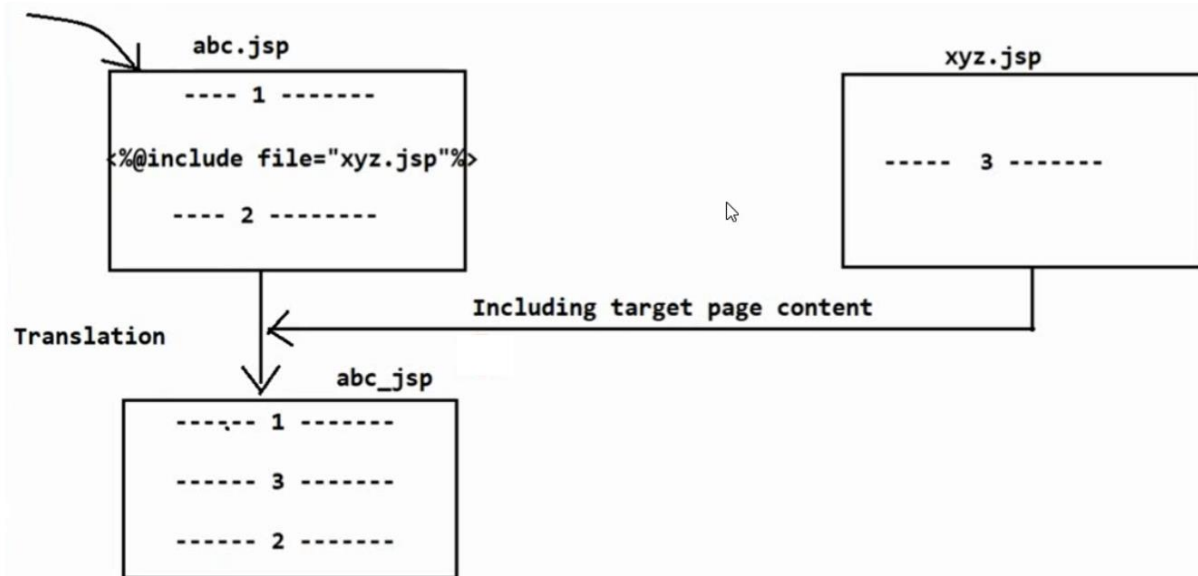 abc.jsp
---- 1 -------
<%@include file="xyz.jsp"%>
---- 2 --------
xyz.jsp
----- 3 -------
Including target page content
Translation
abc_jsp
------ 1 -------
------ 3 -------
------ 2 -------